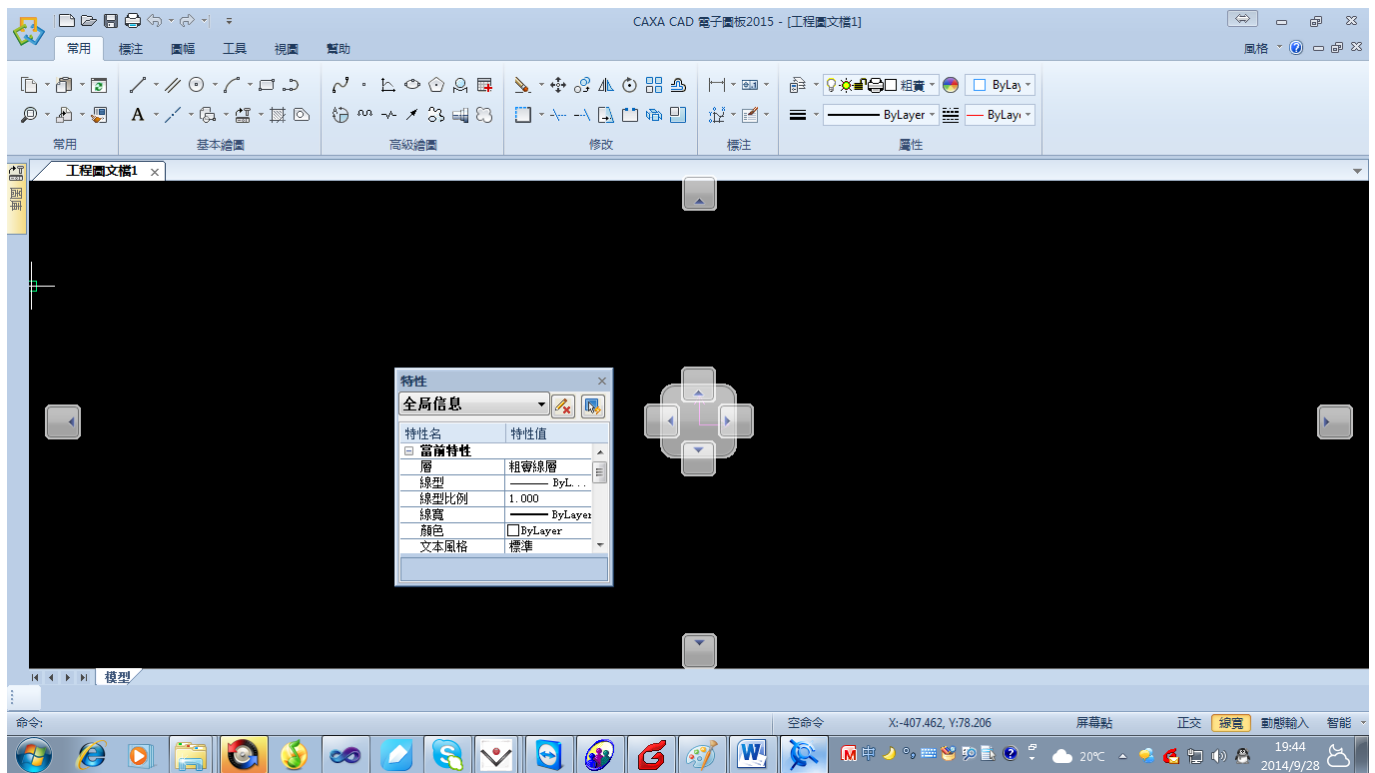 CAXA CAD 電子圖板2015 - [工程圖文檔1]
常用 標注 圖幅 工具 視圖 幫助 風格
粗實 ByLay
A ByLayer ByLay
常用 基本繪圖 高級繪圖 修改 標注 屬性
工程圖文檔1
圖冊
特性
全局信息
特性名 特性值
當前特性
層 粗實線層
線型 ByL...
線型比例 1.000
線寬 ByLayer
顏色 ByLayer
文本風格 標準
模型
命令: 空命令 X:-407.462, Y:78.206 屏幕點 正交 線寬 動態輸入 智能
M 中 20℃ 19:44
2014/9/28